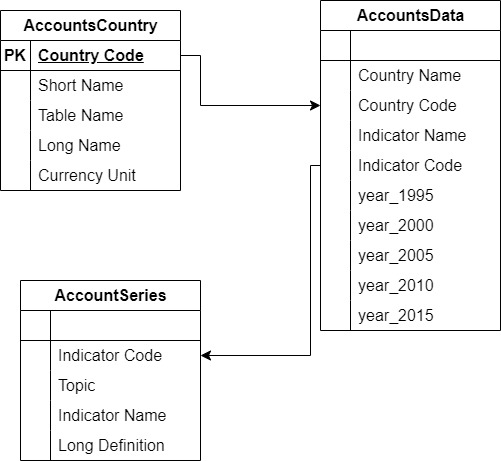 AccountsCountry
PK Country Code
Short Name
Table Name
Long Name
Currency Unit
AccountsData
Country Name
Country Code
Indicator Name
Indicator Code
year_1995
year_2000
year_2005
year_2010
year_2015
AccountSeries
Indicator Code
Topic
Indicator Name
Long Definition